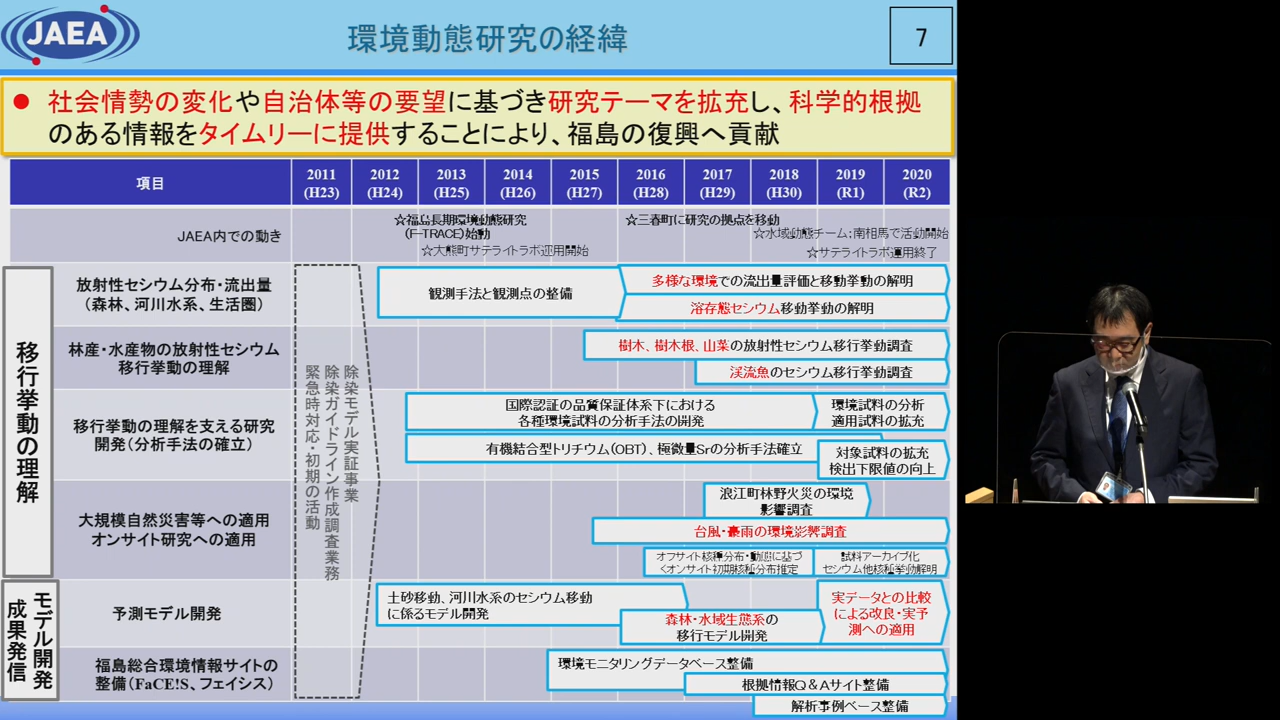 JAEA
環境動態研究の経緯
7
● 社会情勢の変化や自治体等の要望に基づき研究テーマを拡充し、科学的根拠
のある情報をタイムリーに提供することにより、福島の復興へ貢献
項目
2011
(H23)
2012
(H24)
2013
(H25)
2014
(H26)
2015
(H27)
2016
(H28)
2017
(H29)
2018
(H30)
2019
(R1)
2020
(R2)
JAEA内での動き
☆福島長期環境動態研究
(F-TRACE)始動
☆大熊町サテライトラボ運用開始
☆三春町に研究の拠点を移動
☆水域動態チーム：南相馬で活動開始
☆サテライトラボ運用終了
移行挙動の理解
放射性セシウム分布・流出量
（森林、河川水系、生活圏）
観測手法と観測点の整備
多様な環境での流出量評価と移動挙動の解明
溶存態セシウム移動挙動の解明
林産・水産物の放射性セシウム
移行挙動の理解
樹木、樹木根、山菜の放射性セシウム移行挙動調査
渓流魚のセシウム移行挙動調査
移行挙動の理解を支える研究
開発（分析手法の確立）
国際認証の品質保証体系下における
各種環境試料の分析手法の開発
環境試料の分析
適用試料の拡充
有機結合型トリチウム（OBT）、極微量Srの分析手法確立
対象試料の拡充
検出下限値の向上
大規模自然災害等への適用
オンサイト研究への適用
浪江町林野火災の環境
影響調査
台風・豪雨の環境影響調査
オフサイト核種分布・動態に基づ
くオンサイト初期核種分布推定
試料アーカイブ化
セシウム他核種挙動解明
除染モデル実証事業
除染ガイドライン作成調査業務
緊急時対応・初期の活動
モデル開発
成果発信
予測モデル開発
土砂移動、河川水系のセシウム移動
に係るモデル開発
森林・水域生態系の
移行モデル開発
実データとの比較
による改良・実予
測への適用
福島総合環境情報サイトの
整備（FaCE!S、フェイシス）
環境モニタリングデータベース整備
根拠情報Q＆Aサイト整備
解析事例ベース整備